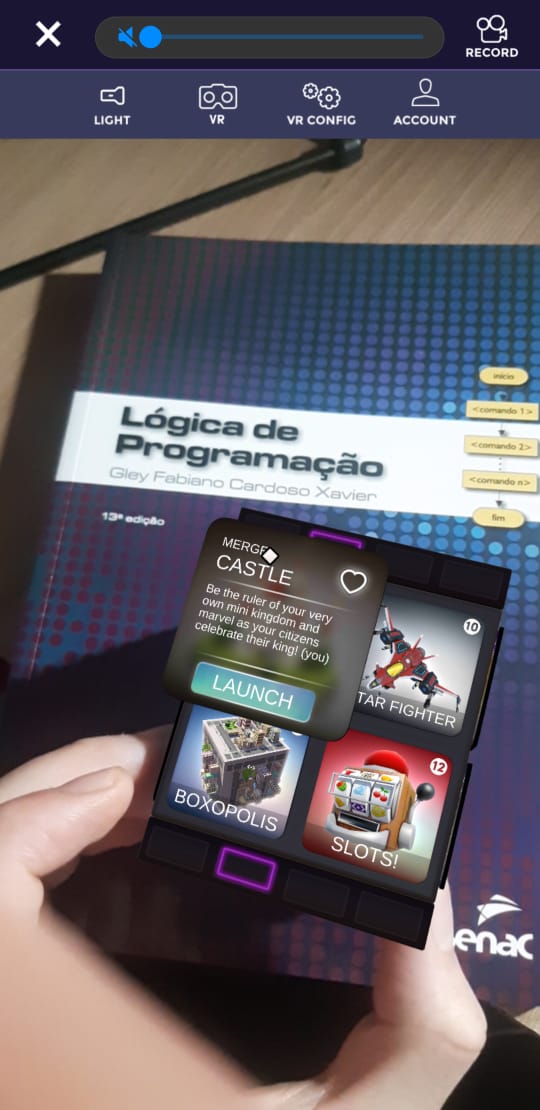 RECORD
LIGHT
VR
VR CONFIG
ACCOUNT
Lógica de
Programação
Gley Fabiano Cardoso Xavier
13ª edição
início
<comando 1>
<comando 2>
<comando n>
fim
MERGE
CASTLE
Be the ruler of your very
own mini kingdom and
marvel as your citizens
celebrate their king! (you)
LAUNCH
10
TAR FIGHTER
BOXOPOLIS
12
SLOTS!
enac